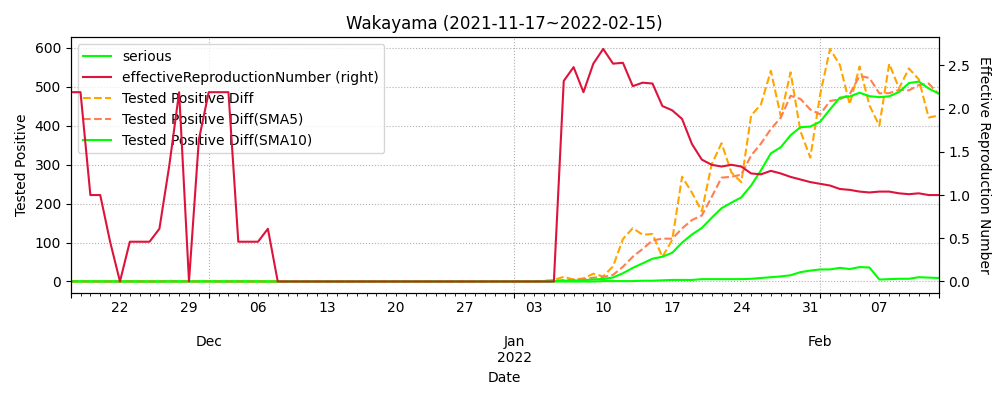 Wakayama (2021-11-17~2022-02-15)
serious
effectiveReproductionNumber (right)
Tested Positive Diff
Tested Positive Diff(SMA5)
Tested Positive Diff(SMA10)
600
500
400
300
200
100
0
Tested Positive
2.5
2.0
1.5
1.0
0.5
0.0
Effective Reproduction Number
22 29 06 13 20 27 03 10 17 24 31 07
Dec Jan Feb
2022
Date